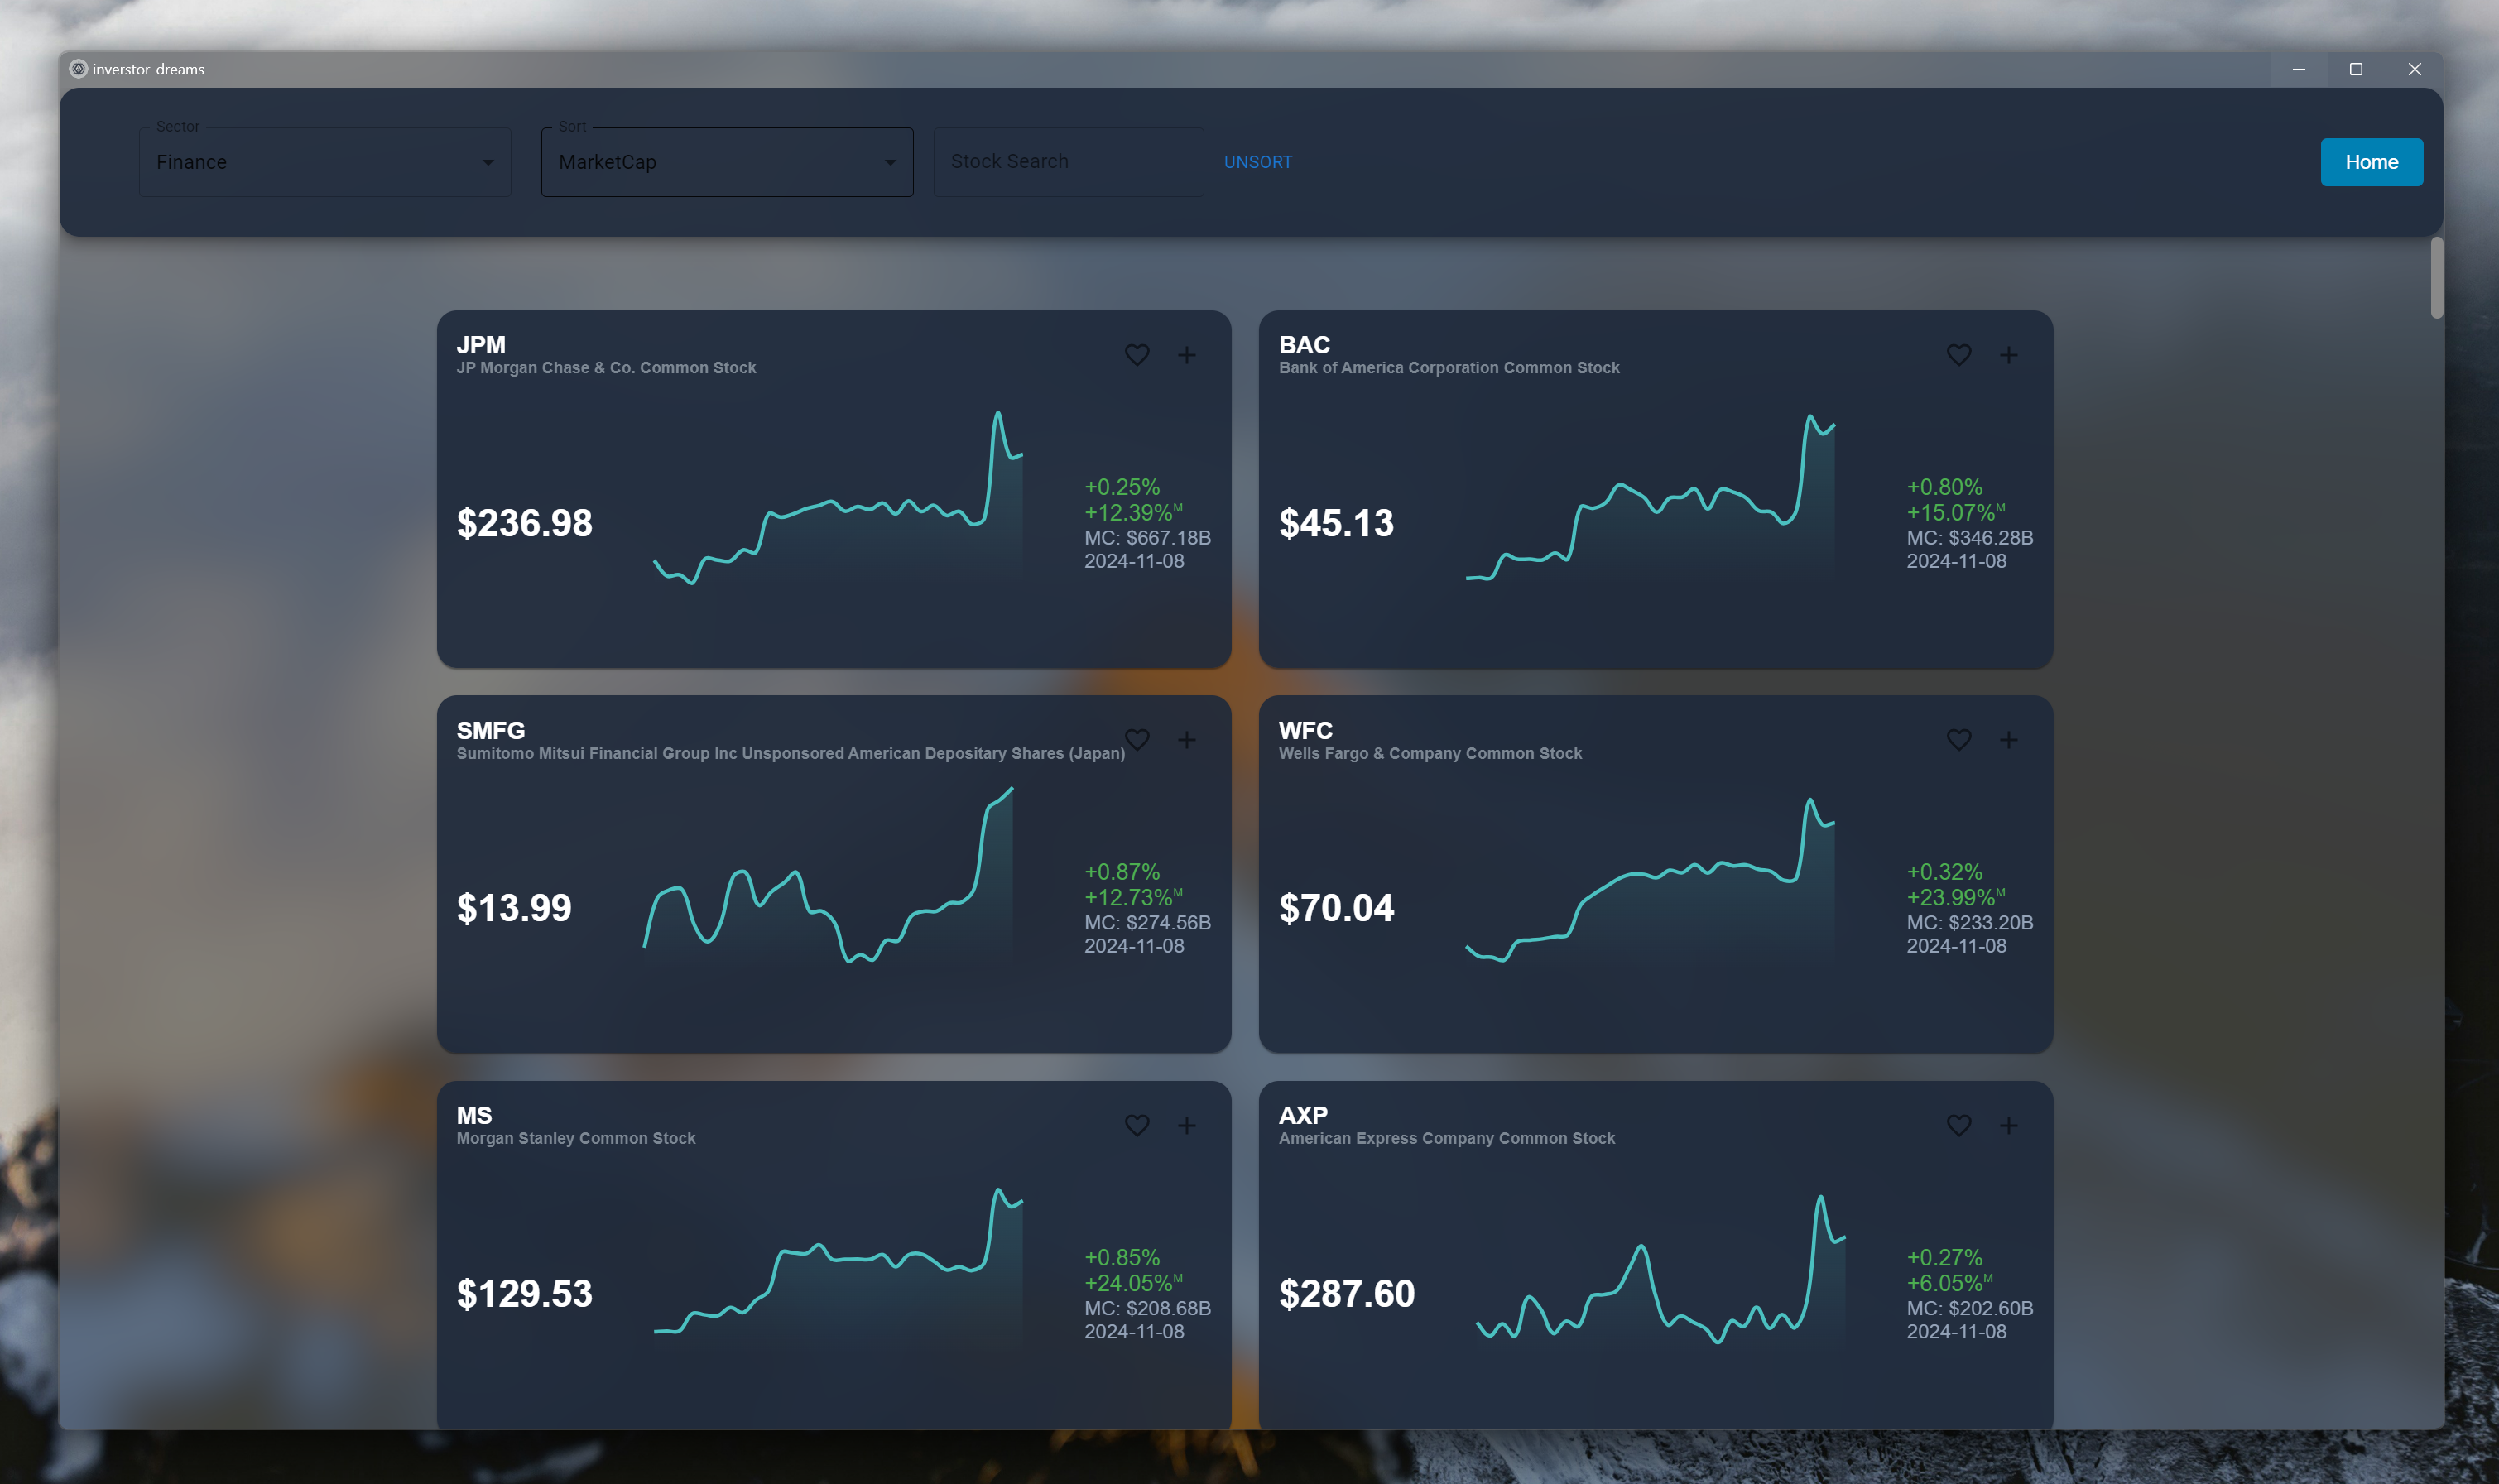 inverstor-dreams
Sector
Finance
Sort
MarketCap
Stock Search
UNSORT
Home
JPM
JP Morgan Chase & Co. Common Stock
$236.98
+0.25%
+12.39%M
MC: $667.18B
2024-11-08
BAC
Bank of America Corporation Common Stock
$45.13
+0.80%
+15.07%M
MC: $346.28B
2024-11-08
SMFG
Sumitomo Mitsui Financial Group Inc Unsponsored American Depositary Shares (Japan)
$13.99
+0.87%
+12.73%M
MC: $274.56B
2024-11-08
WFC
Wells Fargo & Company Common Stock
$70.04
+0.32%
+23.99%M
MC: $233.20B
2024-11-08
MS
Morgan Stanley Common Stock
$129.53
+0.85%
+24.05%M
MC: $208.68B
2024-11-08
AXP
American Express Company Common Stock
$287.60
+0.27%
+6.05%M
MC: $202.60B
2024-11-08